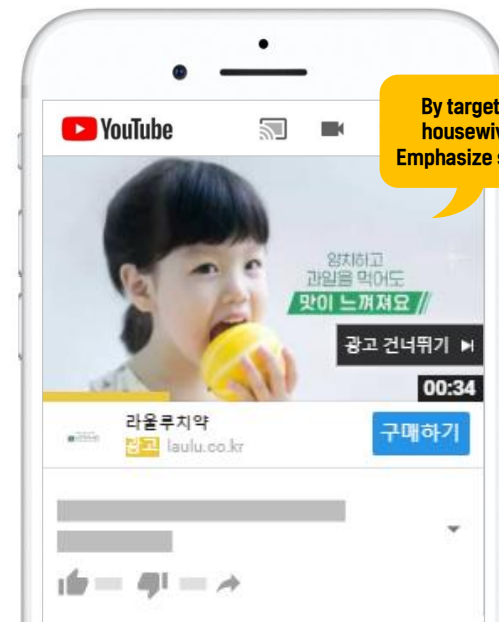 YouTube
By target
housewiv
Emphasize s
양치하고
과일을 먹어도
맛이 느껴져요
광고 건너뛰기
00:34
라울루치약
광고 laulu.co.kr
구매하기